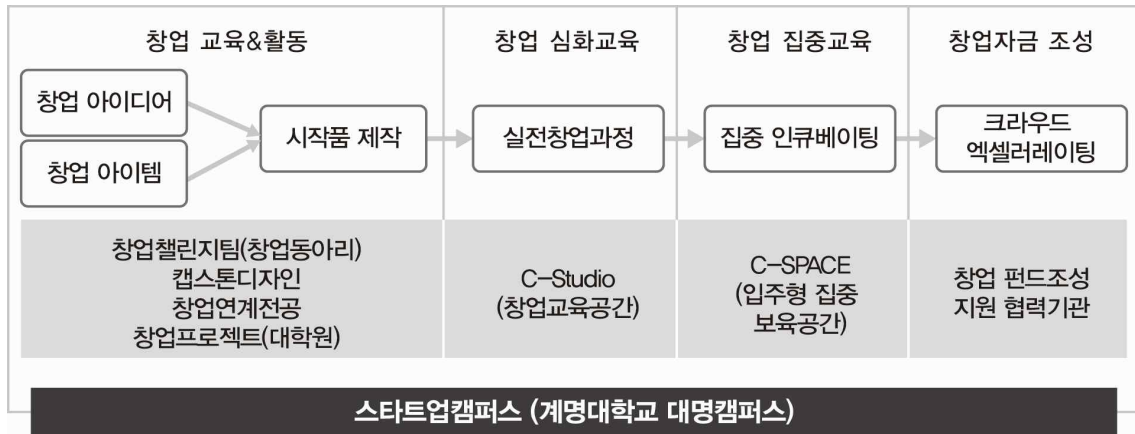 창업 교육&활동
창업 심화교육
창업 집중교육
창업자금 조성
창업 아이디어
창업 아이템
시작품 제작
실전창업과정
집중 인큐베이팅
크라우드
엑셀러레이팅
창업챌린지팀(창업동아리)
캡스톤디자인
창업연계전공
창업프로젝트(대학원)
C-Studio
(창업교육공간)
C-SPACE
(입주형 집중
보육공간)
창업 펀드조성
지원 협력기관
스타트업캠퍼스 (계명대학교 대명캠퍼스)